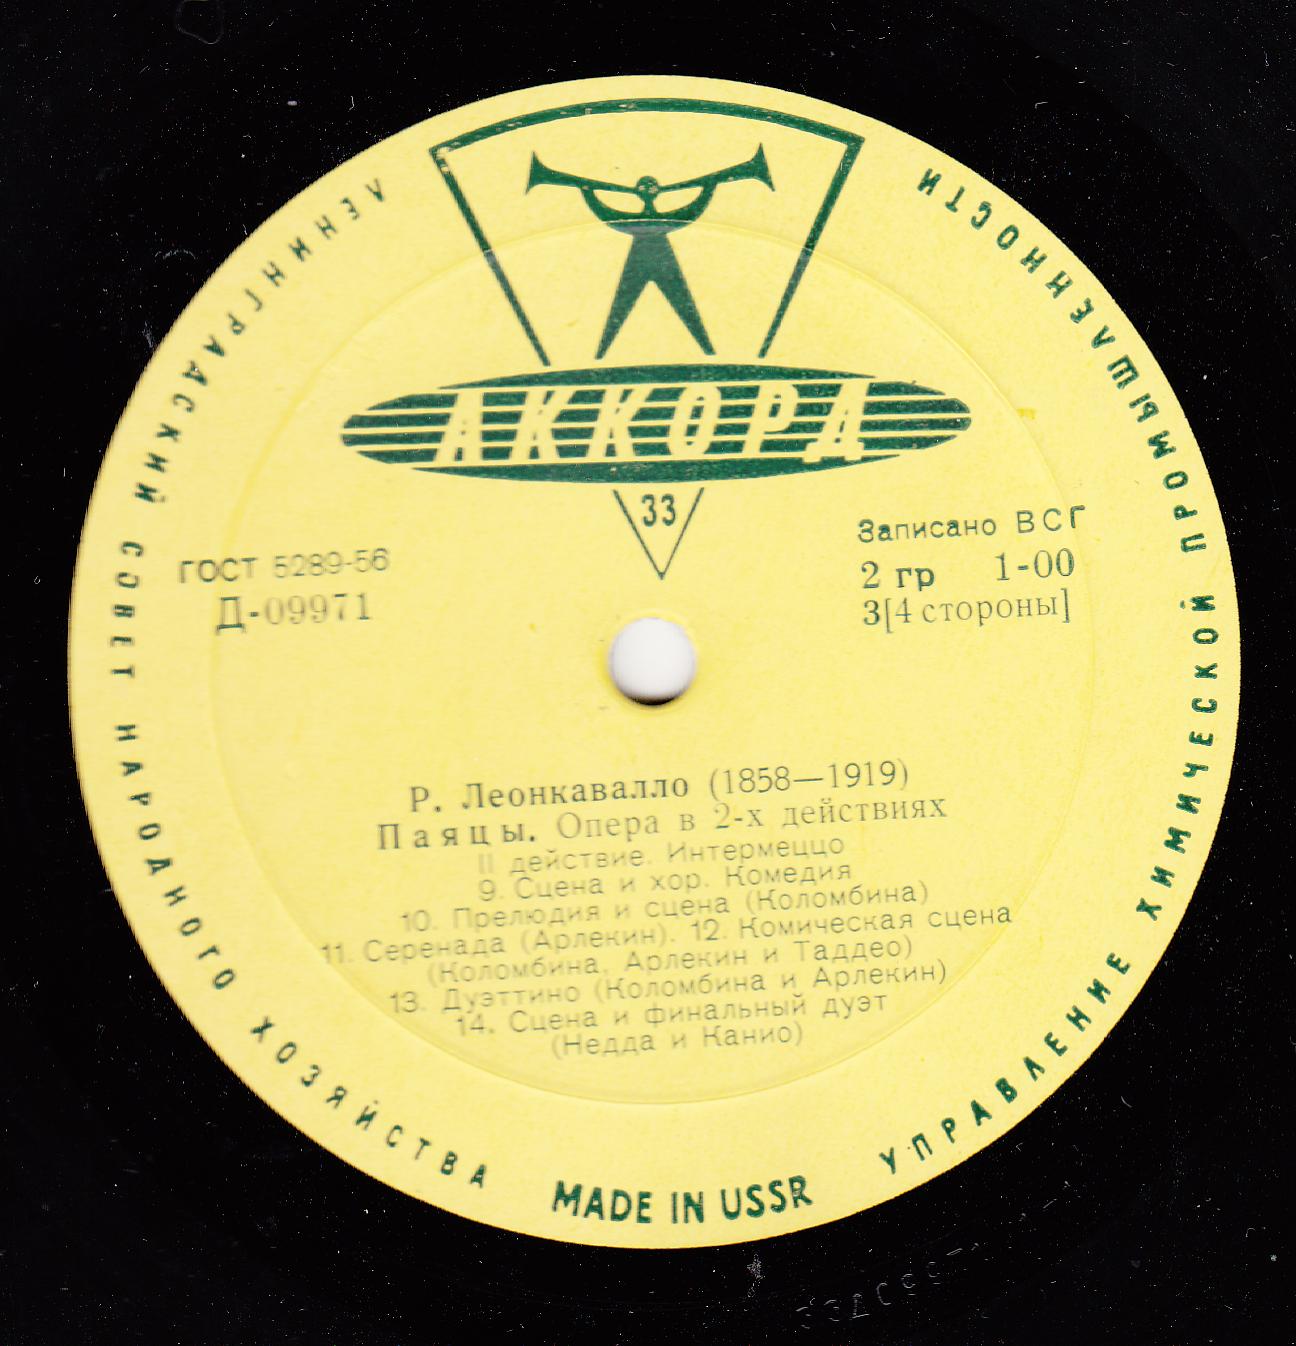 АККОРД
33
ГОСТ 5289-56
Д-09971
Записано ВСГ
2 гр 1-00
3[4 стороны]
Р. Леонкавалло (1858—1919)
Паяцы. Опера в 2-х действиях
II действие. Интермеццо
9. Сцена и хор. Комедия
10. Прелюдия и сцена (Коломбина)
11. Серенада (Арлекин). 12. Комическая сцена
(Коломбина, Арлекин и Таддео)
13. Дуэттино (Коломбина и Арлекин)
14. Сцена и финальный дуэт
(Недда и Канио)
ЛЕНИНГРАДСКИЙ СОВЕТ НАРОДНОГО ХОЗЯЙСТВА
MADE IN USSR
УПРАВЛЕНИЕ ХИМИЧЕСКОЙ ПРОМЫШЛЕННОСТИ